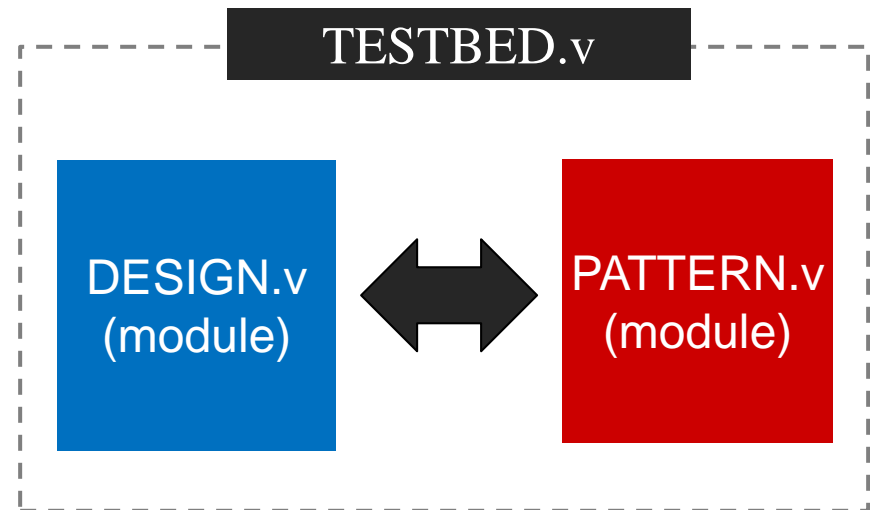 TESTBED.v
DESIGN.v
(module)
PATTERN.v
(module)